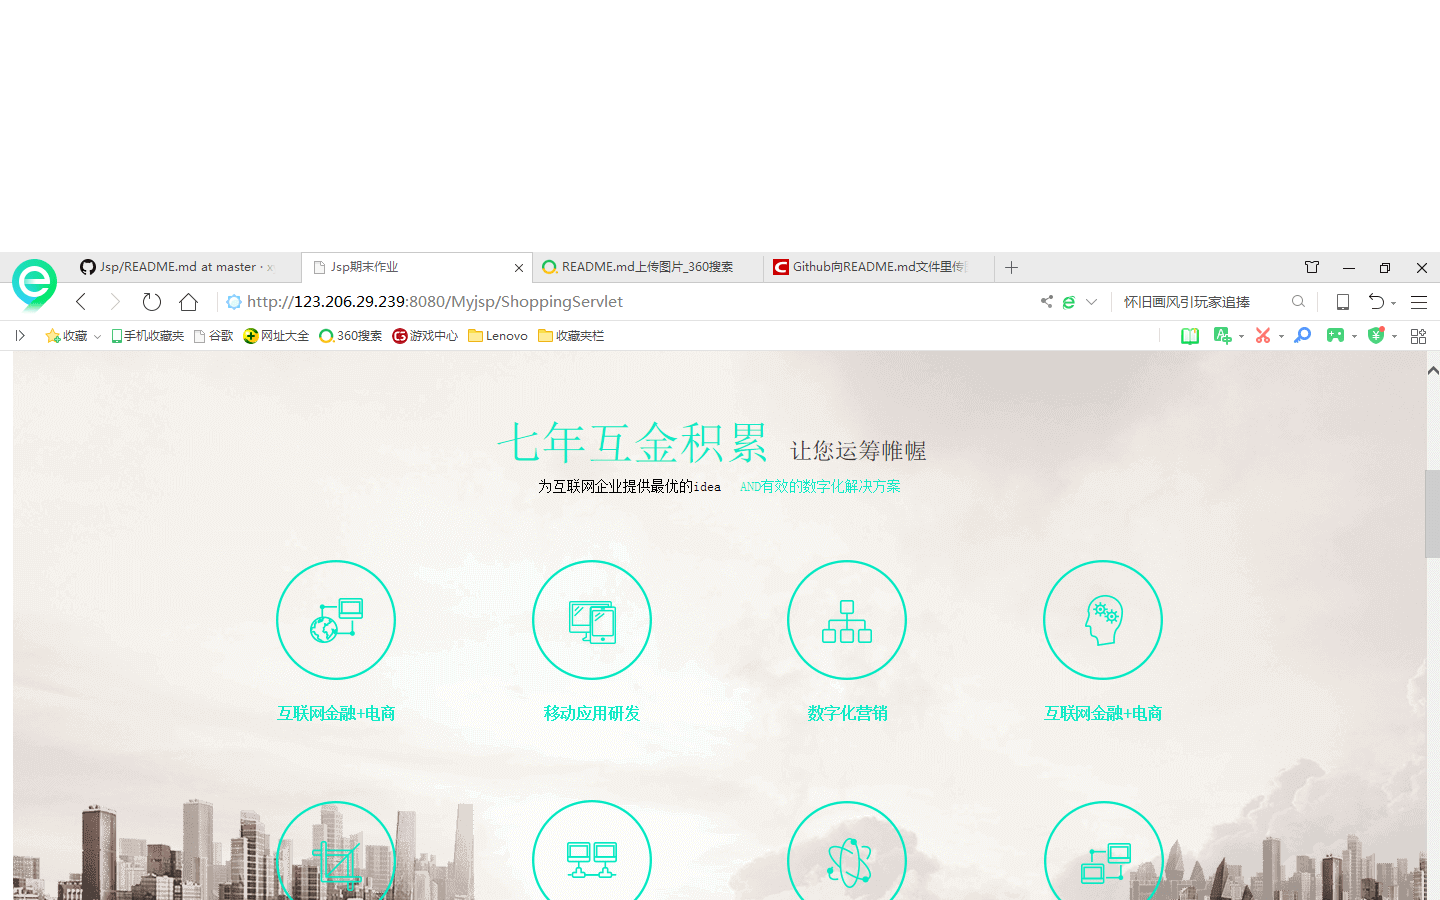 Jsp/README.md at master ·
Jsp期末作业
README.md上传图片_360搜索
Github向README.md文件里传
http://123.206.29.239:8080/Myjsp/ShoppingServlet
怀旧画风引玩家追捧
收藏
手机收藏夹
谷歌
网址大全
360搜索
游戏中心
Lenovo
收藏夹栏
七年互金积累 让您运筹帷幄
为互联网企业提供最优的idea AND有效的数字化解决方案
互联网金融+电商
移动应用研发
数字化营销
互联网金融+电商